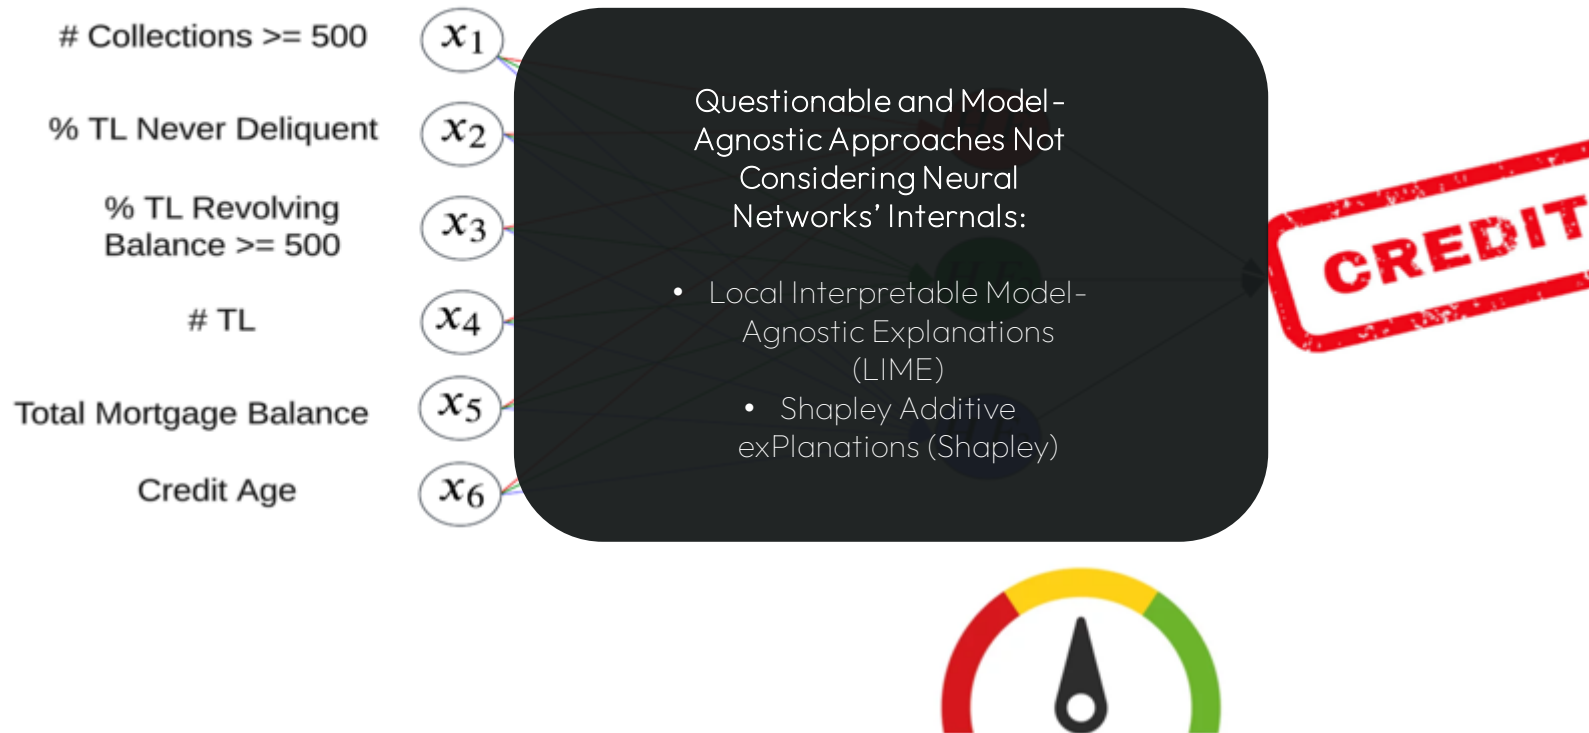 # Collections >= 500
x1
% TL Never Deliquent
x2
% TL Revolving
Balance >= 500
x3
# TL
x4
Total Mortgage Balance
x5
Credit Age
x6
Questionable and Model-
Agnostic Approaches Not
Considering Neural
Networks’ Internals:
• Local Interpretable Model-
Agnostic Explanations
(LIME)
• Shapley Additive
exPlanations (Shapley)
CREDIT